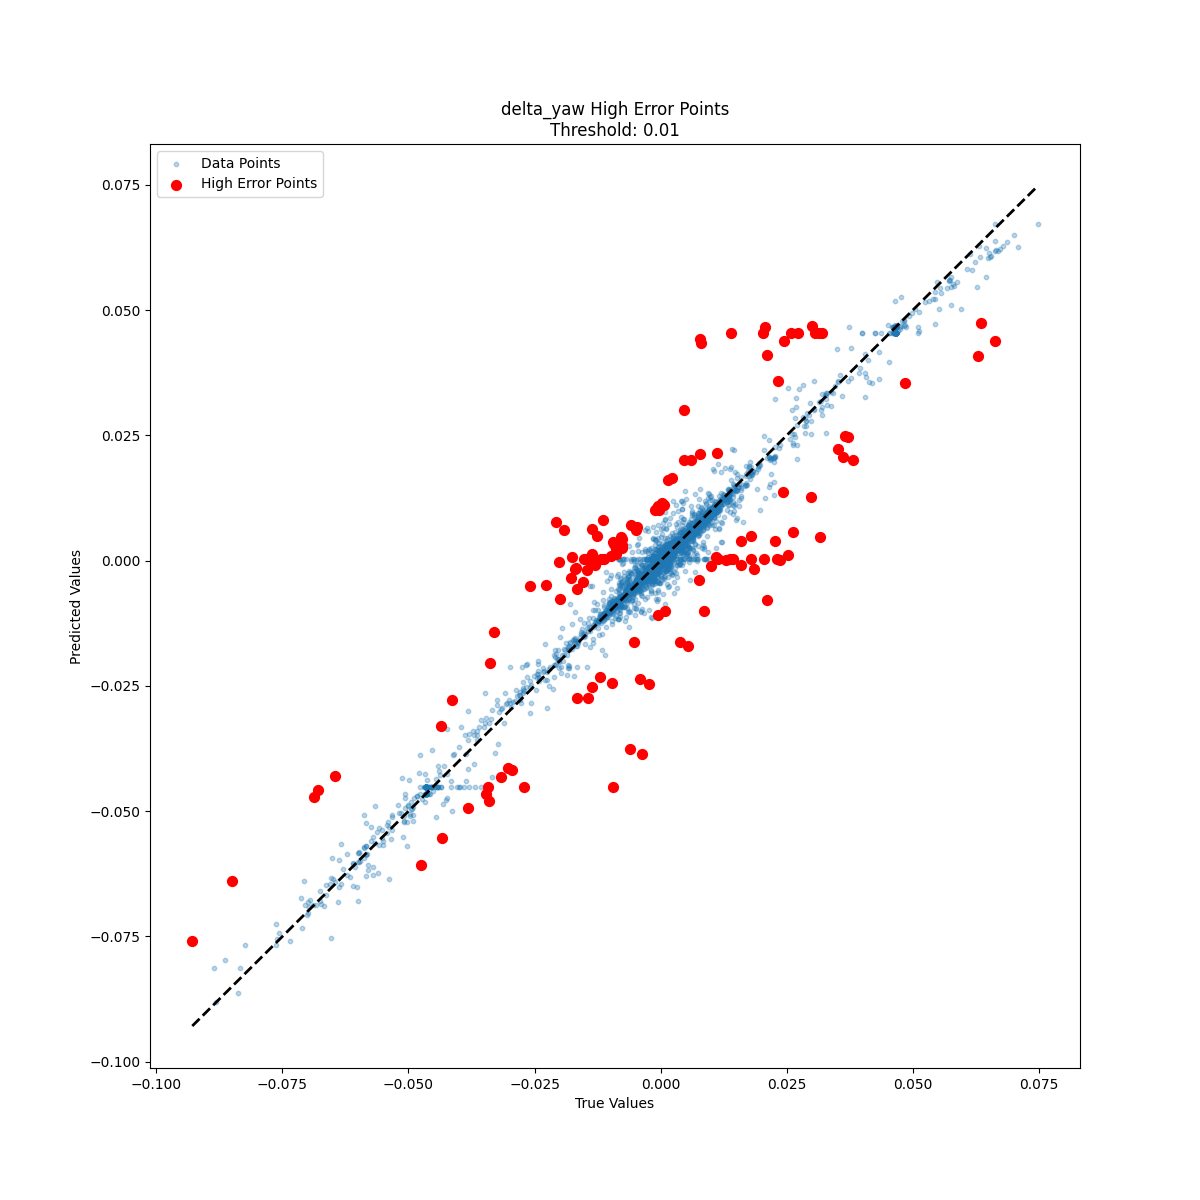 delta_yaw High Error Points
Threshold: 0.01
Data Points
High Error Points
0.075
0.050
0.025
0.000
−0.025
−0.050
−0.075
−0.100
Predicted Values
−0.100 −0.075 −0.050 −0.025 0.000 0.025 0.050 0.075
True Values